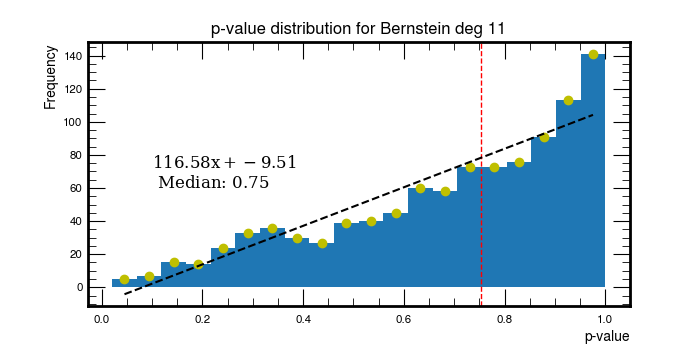 p-value distribution for Bernstein deg 11
Frequency
140
120
100
80
60
40
20
0
116.58x + −9.51
Median: 0.75
0.0 0.2 0.4 0.6 0.8 1.0
p-value